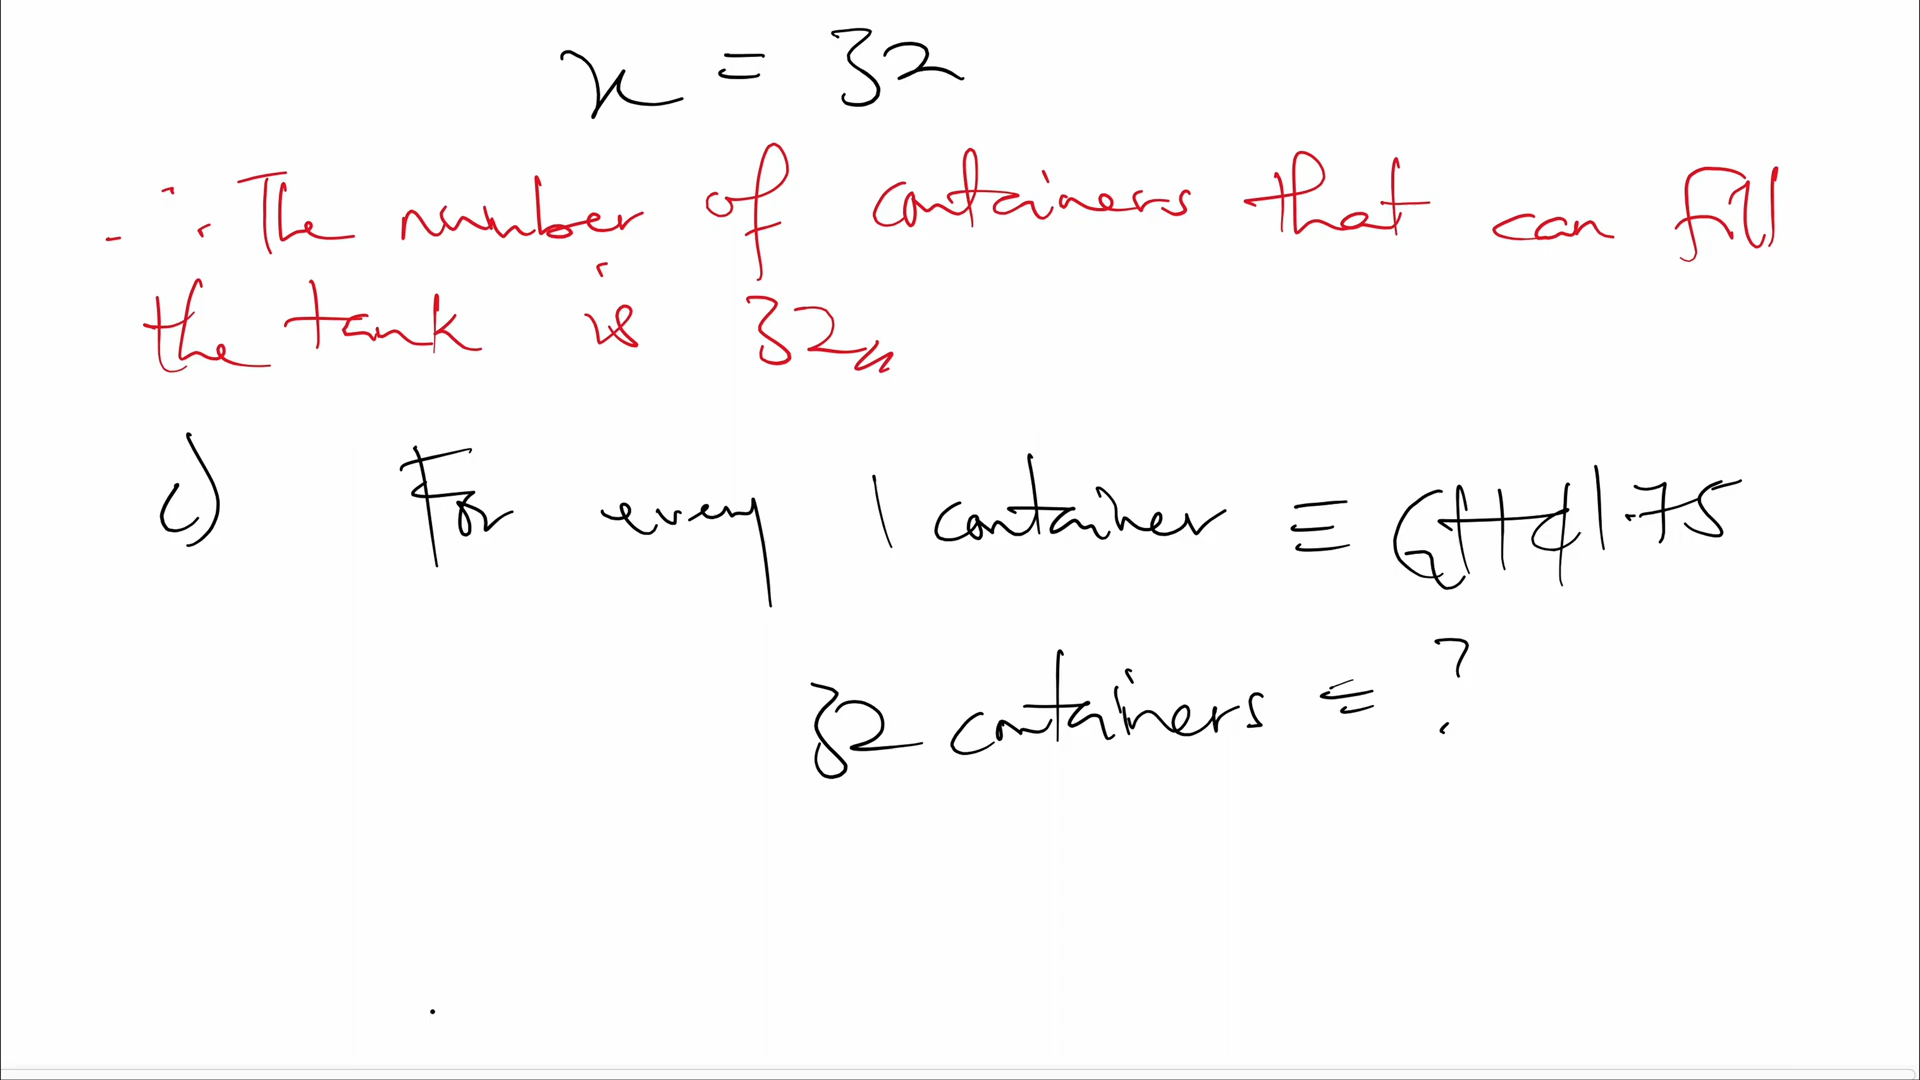 x = 32
∴ The number of containers that can fill
the tank is 32
c) For every 1 container ≡ GH¢1.75
32 containers ≡ ?